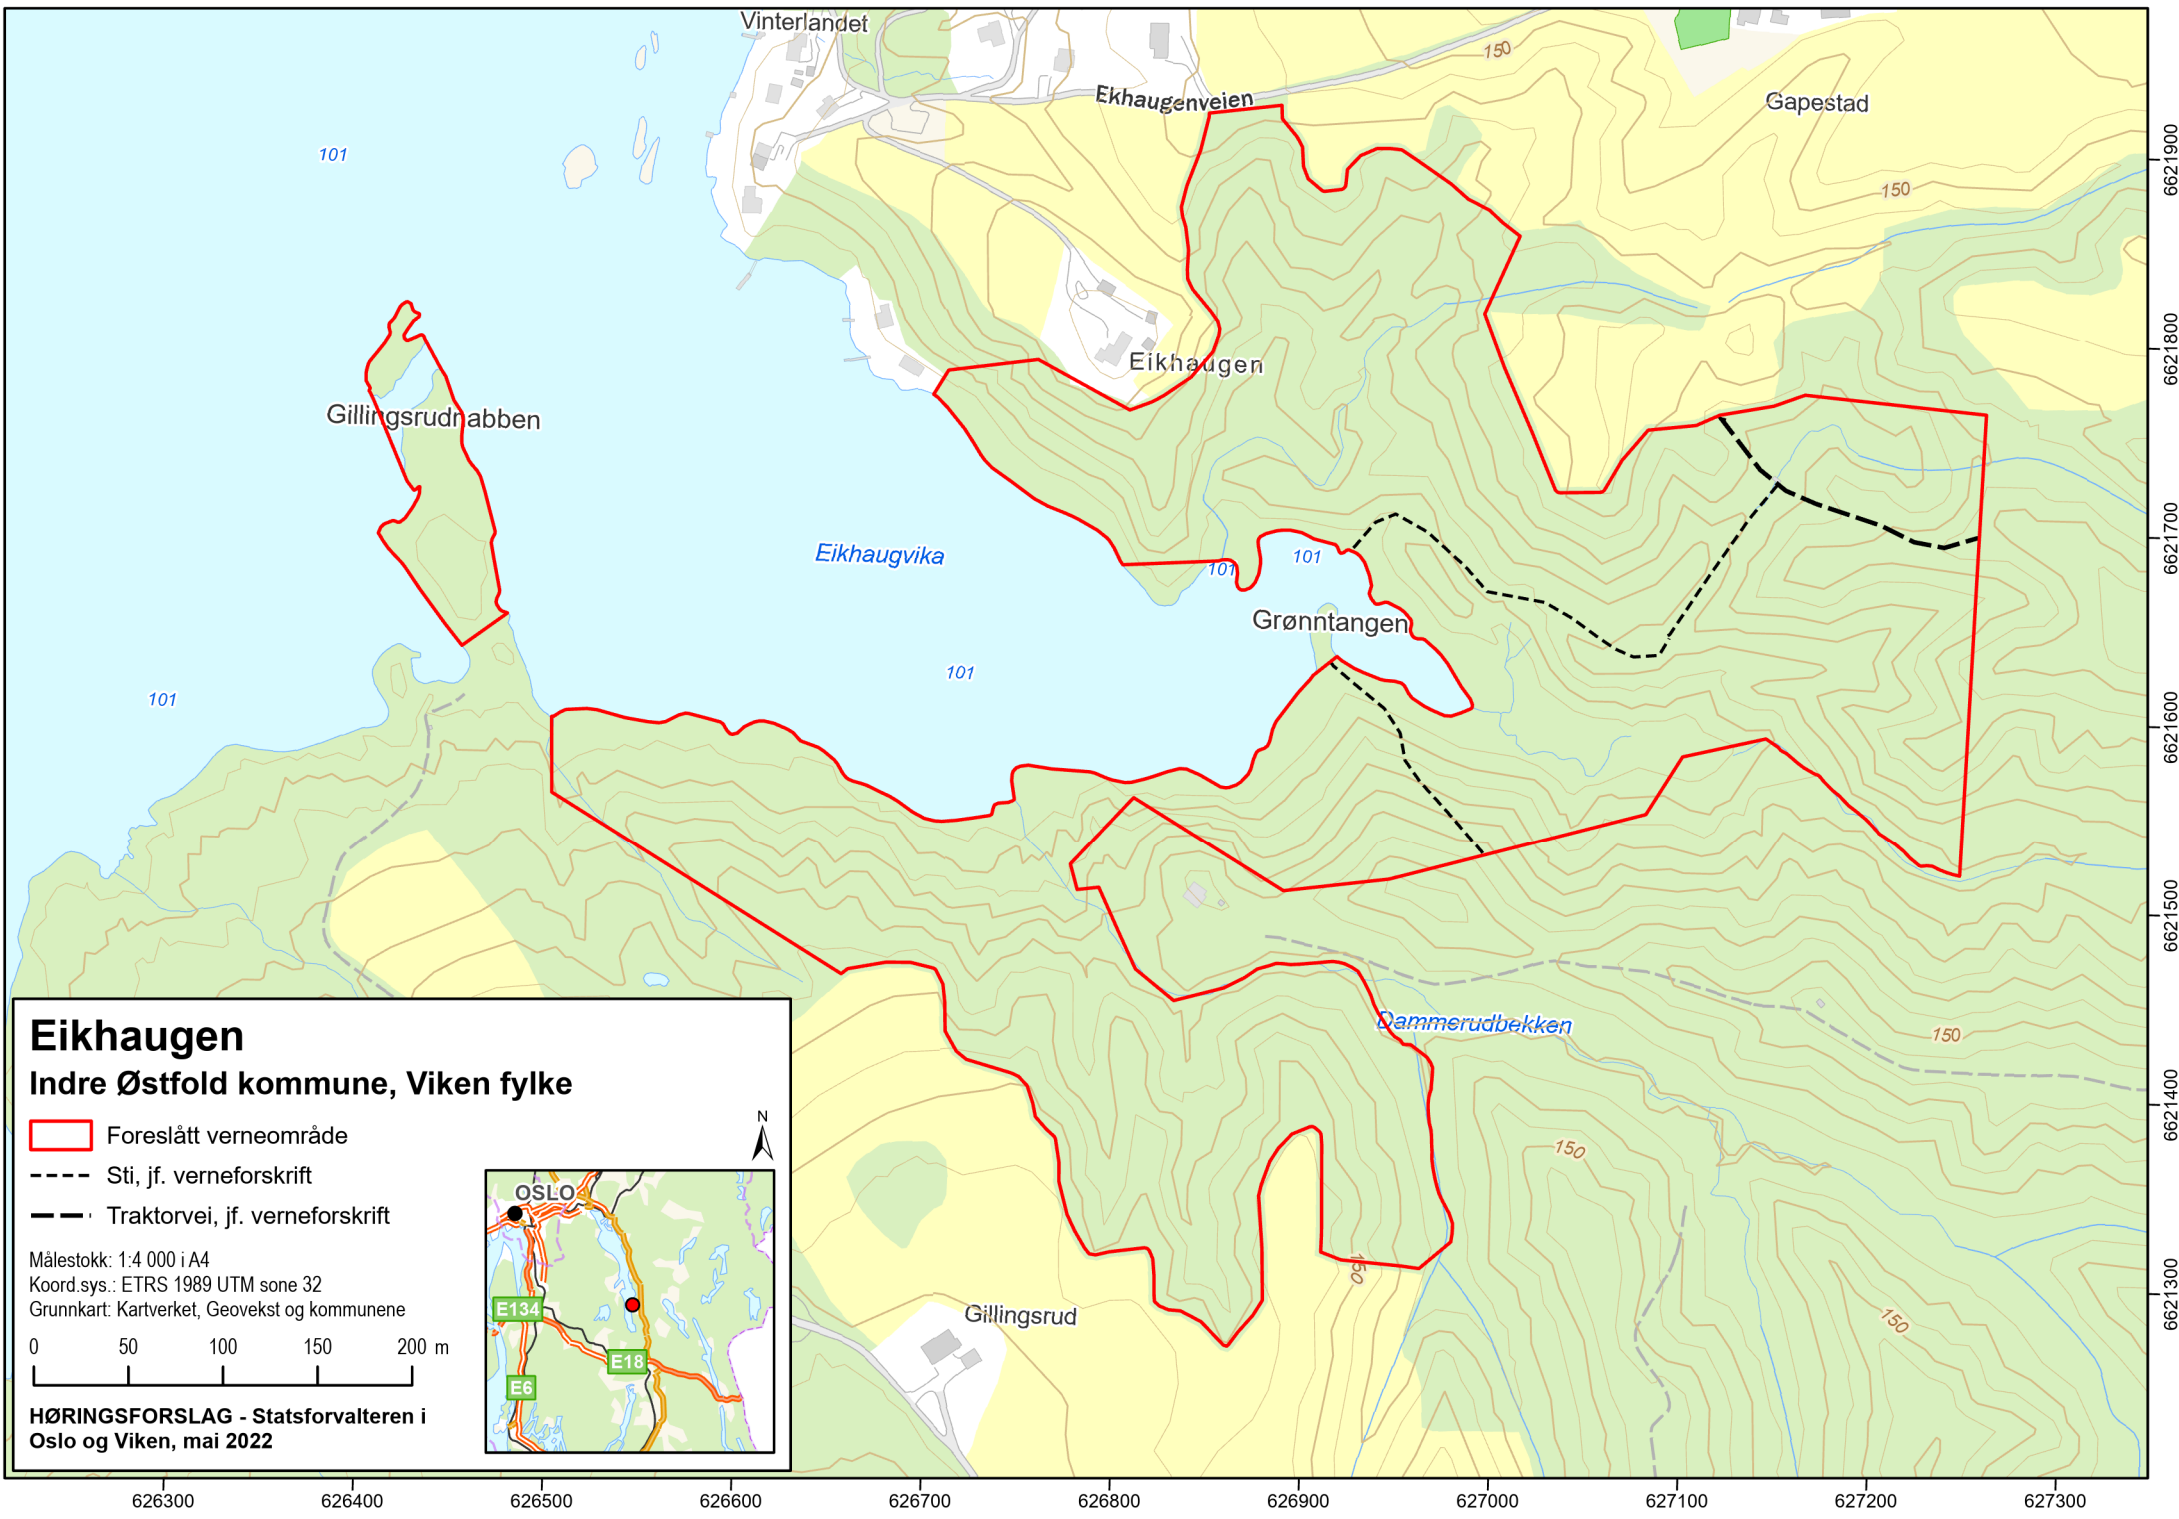 Vinterlandet
Ekhaugenveien
150
Gapestad
101
150
Eikhaugen
Gillingsrudnabben
Eikhaugvika
101
101
Grønntangen
101
101
Dammerudbekken
150
150
150
150
Gillingsrud
Eikhaugen
Indre Østfold kommune, Viken fylke
Foreslått verneområde
Sti, jf. verneforskrift
Traktorvei, jf. verneforskrift
Målestokk: 1:4 000 i A4
Koord.sys.: ETRS 1989 UTM sone 32
Grunnkart: Kartverket, Geovekst og kommunene
0 50 100 150 200 m
HØRINGSFORSLAG - Statsforvalteren i
Oslo og Viken, mai 2022
N
OSLO
E134
E18
E6
6621900
6621800
6621700
6621600
6621500
6621400
6621300
626300 626400 626500 626600 626700 626800 626900 627000 627100 627200 627300